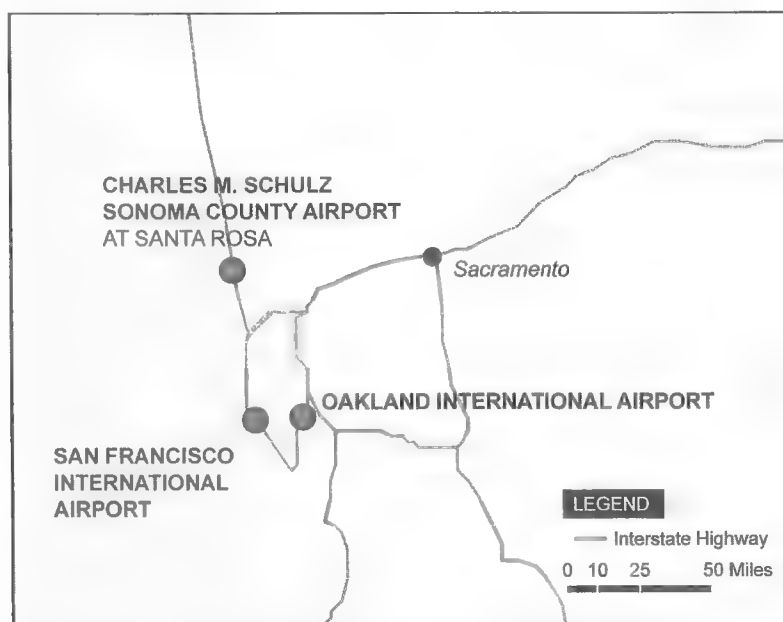 CHARLES M. SCHULZ
SONOMA COUNTY AIRPORT
AT SANTA ROSA
Sacramento
OAKLAND INTERNATIONAL AIRPORT
SAN FRANCISCO
INTERNATIONAL
AIRPORT
LEGEND
Interstate Highway
0 10 25 50 Miles